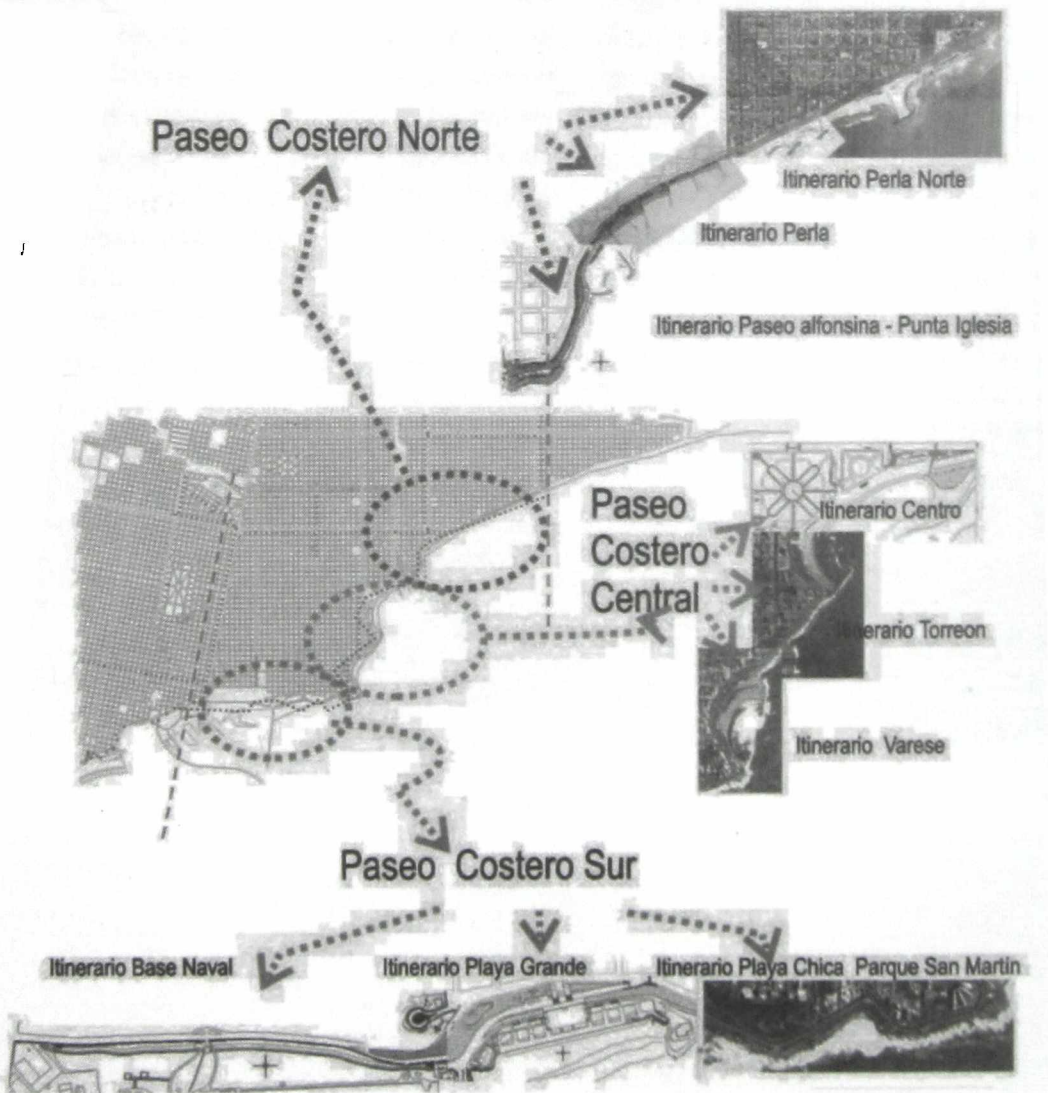 Paseo Costero Norte
Itinerario Perla Norte
Itinerario Perla
Itinerario Paseo alfonsina - Punta Iglesia
Paseo
Costero
Central
Itinerario Centro
erario Torreon
Itinerario Varese
Paseo Costero Sur
Itinerario Base Naval
Itinerario Playa Grande
Itinerario Playa Chica Parque San Martin